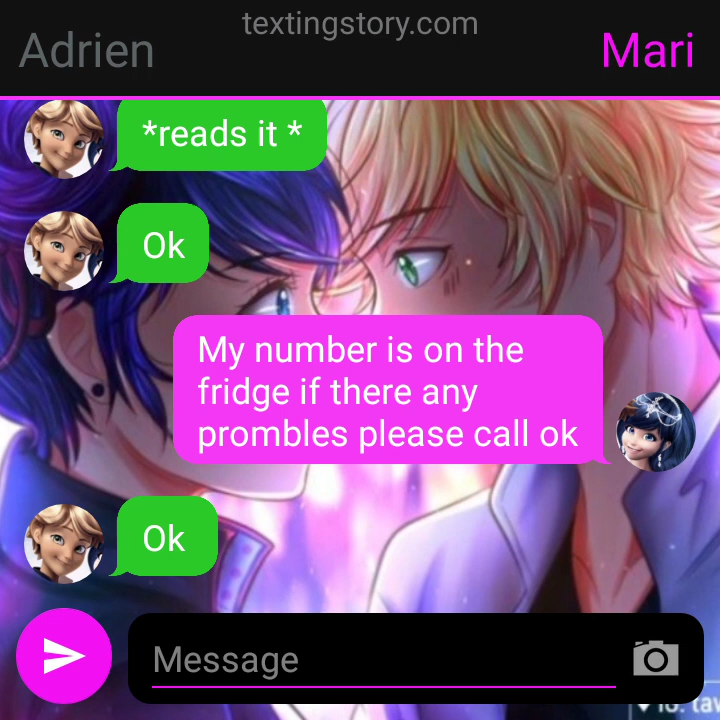 textingstory.com
Adrien
Mari
*reads it *
Ok
My number is on the
fridge if there any
prombles please call ok
Ok
Message